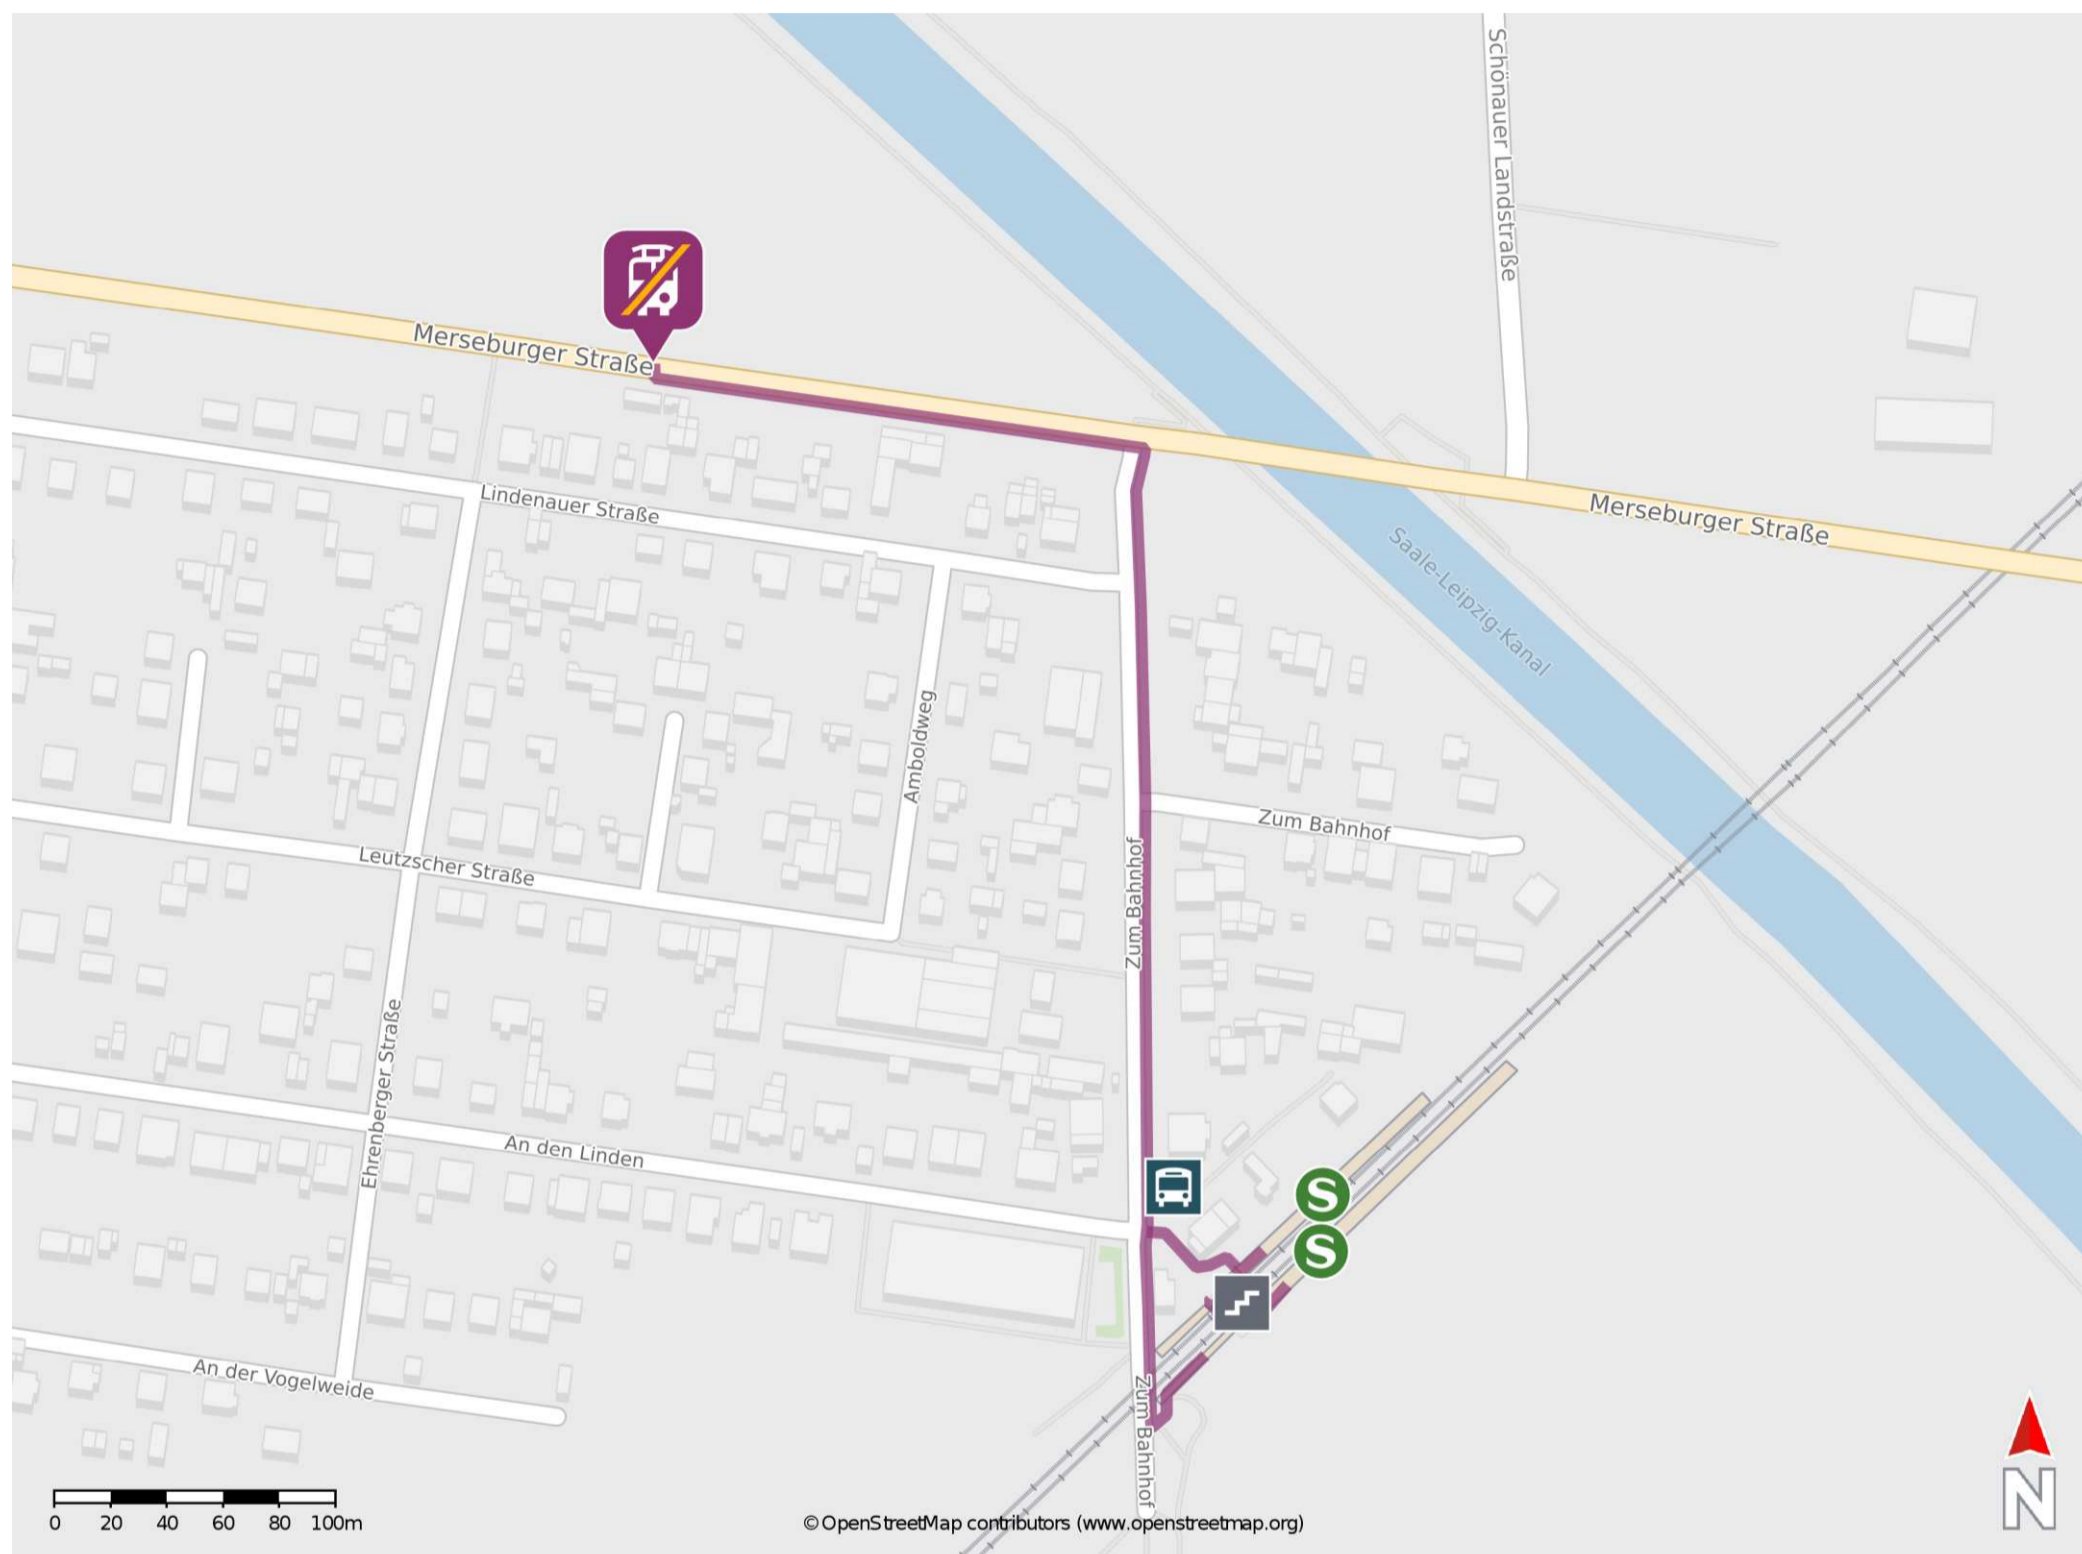 Schönauer Landstraße
Merseburger Straße
Merseburger Straße
Lindenauer Straße
Saale-Leipzig-Kanal
Amboldweg
Zum Bahnhof
Zum Bahnhof
Leutzscher Straße
Ehrenberger Straße
An den Linden
S
S
An der Vogelweide
Zum Bahnhof
N
0 20 40 60 80 100m
©OpenStreetMap contributors (www.openstreetmap.org)